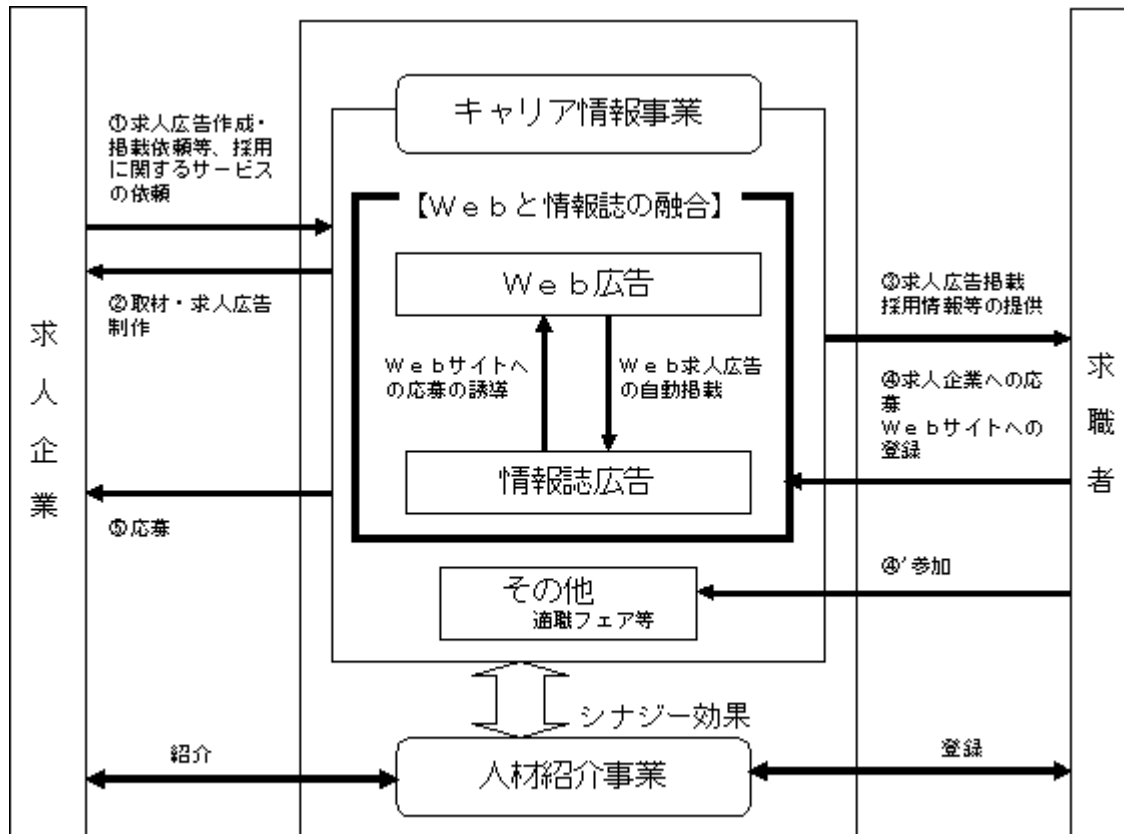 キャリア情報事業
①求人広告作成・
掲載依頼等、採用
に関するサービス
の依頼
【Ｗｅｂと情報誌の融合】
Ｗｅｂ広告
②取材・求人広告
制作
③求人広告掲載
採用情報等の提供
求人企業
求職者
Ｗｅｂサイトへ
の応募の誘導
Ｗｅｂ求人広告
の自動掲載
④求人企業への応
募
Ｗｅｂサイトへの
登録
情報誌広告
⑤応募
④’参加
その他
適職フェア等
シナジー効果
紹介
人材紹介事業
登録